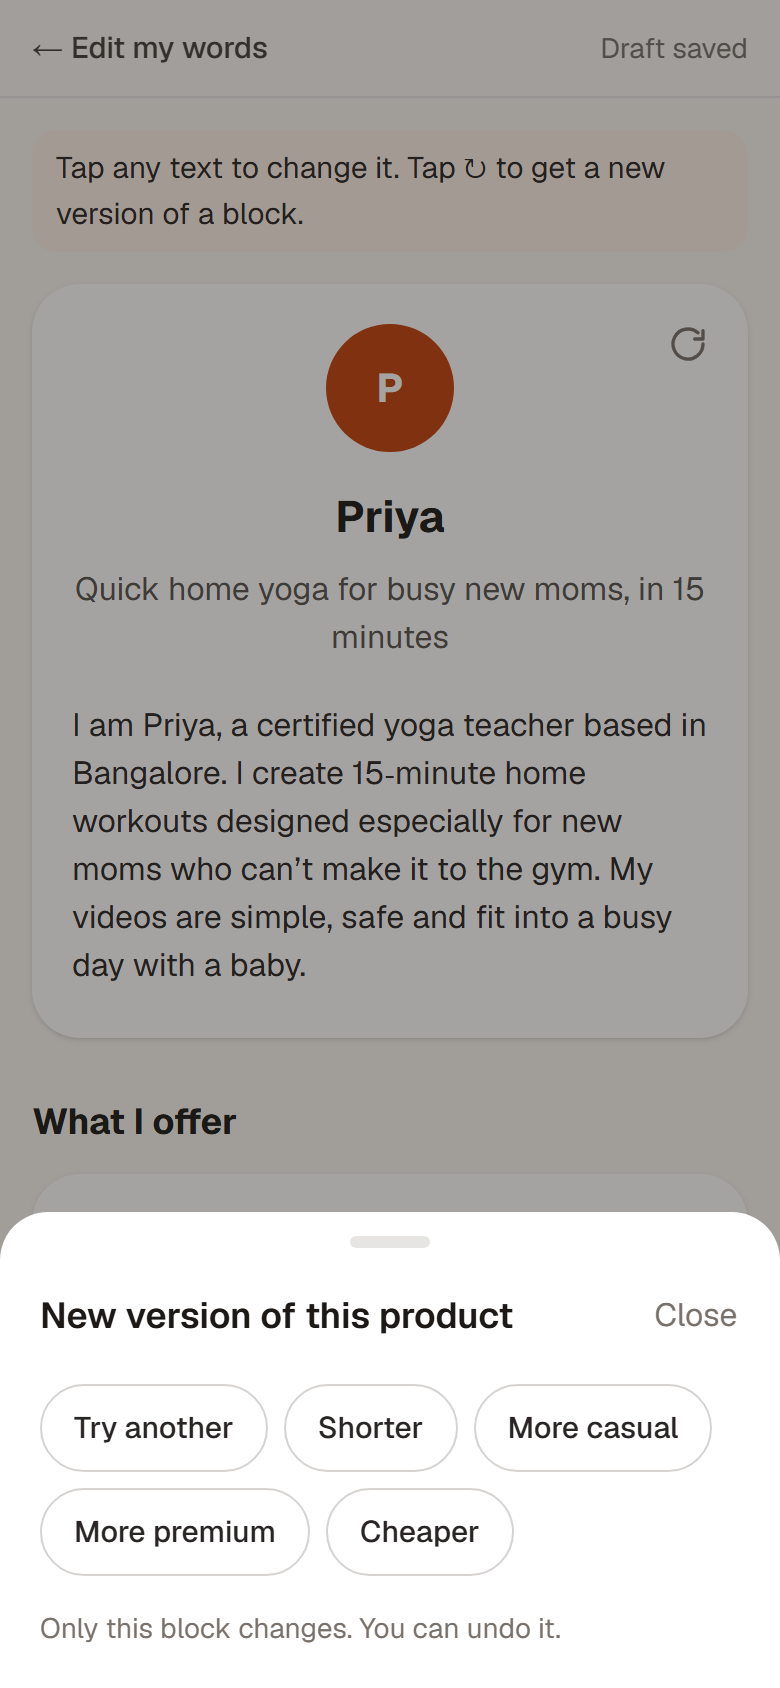 ← Edit my words
Draft saved
Tap any text to change it. Tap ↻ to get a new
version of a block.
P
Priya
Quick home yoga for busy new moms, in 15
minutes
I am Priya, a certified yoga teacher based in
Bangalore. I create 15-minute home
workouts designed especially for new
moms who can’t make it to the gym. My
videos are simple, safe and fit into a busy
day with a baby.
What I offer
New version of this product
Close
Try another
Shorter
More casual
More premium
Cheaper
Only this block changes. You can undo it.